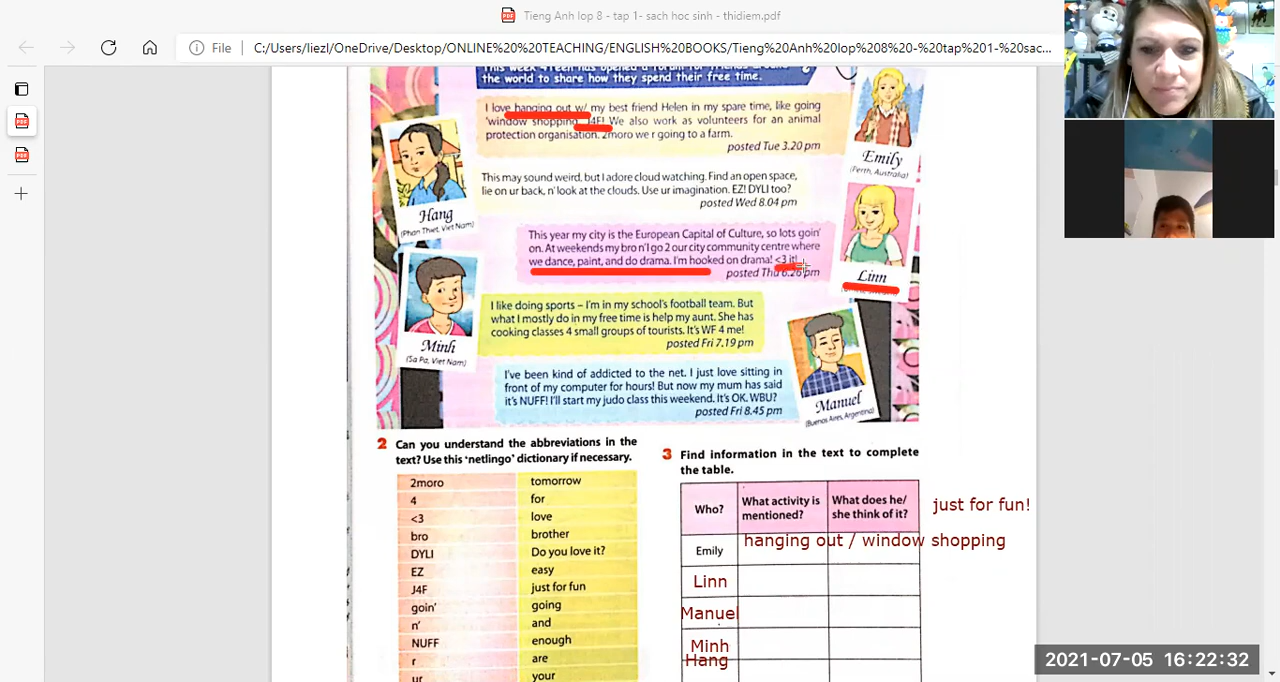 Tieng Anh lop 8 - tap 1- sach hoc sinh - thidiem.pdf
File
C:/Users/liezl/OneDrive/Desktop/ONLINE%20%20TEACHING/ENGLISH%20BOOKS/Tieng%20Anh%20lop%208%20-%20tap%201-%20sac...
the world to share how they spend their free time.
I love hanging out w/ my best friend Helen in my spare time, like going
'window shopping J4F! We also work as volunteers for an animal
protection organisation. 2moro we r going to a farm.
posted Tue 3.20 pm
Emily
(Perth, Australia)
This may sound weird, but I adore cloud watching. Find an open space,
lie on ur back, n' look at the clouds. Use ur imagination. EZ! DYLI too?
posted Wed 8.04 pm
Hang
(Phan Thiet, Viet Nam)
This year my city is the European Capital of Culture, so lots goin'
on. At weekends my bro n' I go 2 our city community centre where
we dance, paint, and do drama. I'm hooked on drama! <3 it!
posted Thu 6.26 pm
Linn
I like doing sports – I'm in my school's football team. But
what I mostly do in my free time is help my aunt. She has
cooking classes 4 small groups of tourists. It's WF 4 me!
posted Fri 7.19 pm
Minh
(Sa Pa, Viet Nam)
I've been kind of addicted to the net. I just love sitting in
front of my computer for hours! But now my mum has said
it's NUFF! I'll start my judo class this weekend. It's OK. WBU?
posted Fri 8.45 pm
Manuel
(Buenos Aires, Argentina)
2 Can you understand the abbreviations in the
text? Use this 'netlingo' dictionary if necessary.
2moro tomorrow
4 for
<3 love
bro brother
DYLI Do you love it?
EZ easy
J4F just for fun
goin' going
n' and
NUFF enough
r are
ur your
3 Find information in the text to complete
the table.
Who? What activity is mentioned? What does he/ she think of it?
just for fun!
Emily hanging out / window shopping
Linn
Manuel
Minh
Hang
2021-07-05 16:22:32